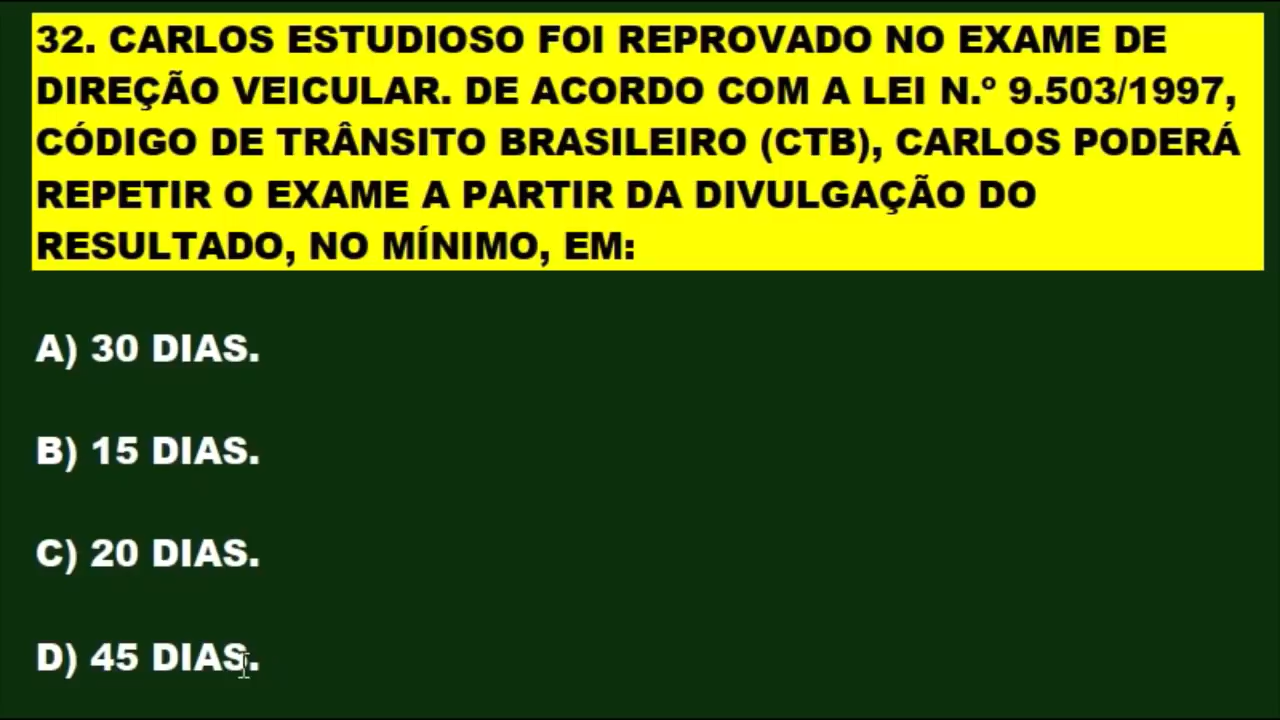 32. CARLOS ESTUDIOSO FOI REPROVADO NO EXAME DE
DIREÇÃO VEICULAR. DE ACORDO COM A LEI N.º 9.503/1997,
CÓDIGO DE TRÂNSITO BRASILEIRO (CTB), CARLOS PODERÁ
REPETIR O EXAME A PARTIR DA DIVULGAÇÃO DO
RESULTADO, NO MÍNIMO, EM:
A) 30 DIAS.
B) 15 DIAS.
C) 20 DIAS.
D) 45 DIAS.